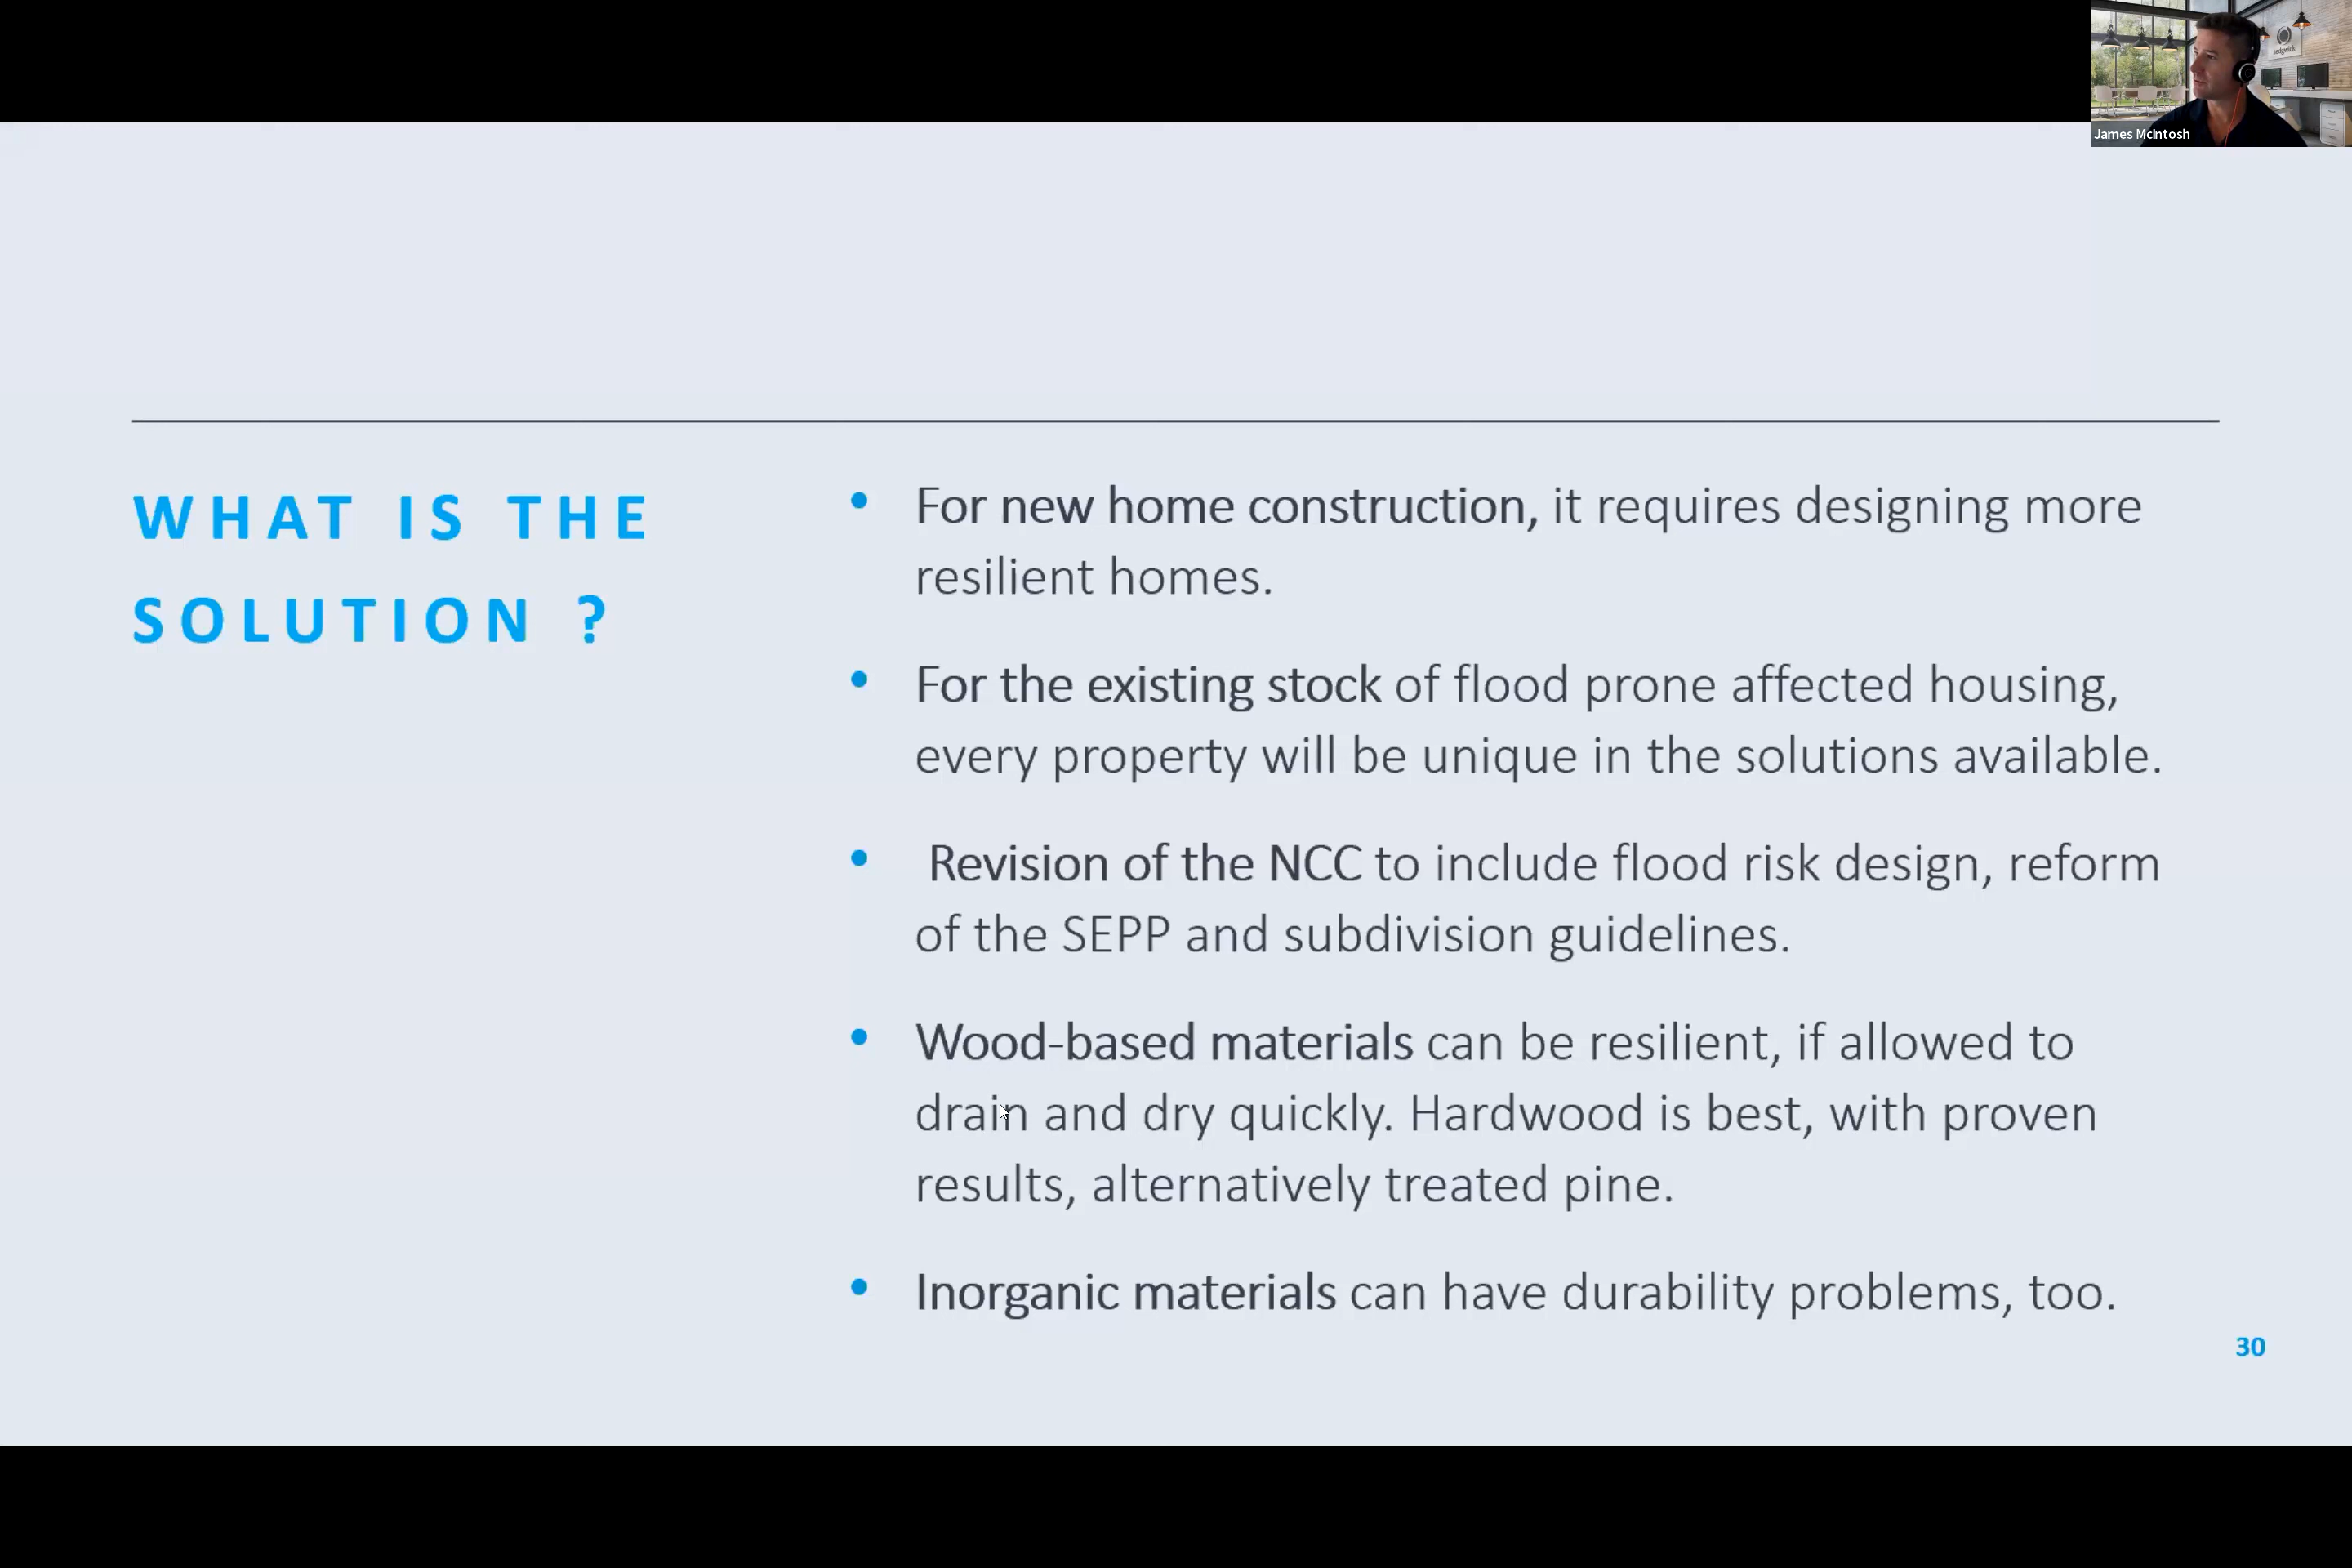 sedgwick
James McIntosh
WHAT IS THE
SOLUTION ?
• For new home construction, it requires designing more
resilient homes.
• For the existing stock of flood prone affected housing,
every property will be unique in the solutions available.
• Revision of the NCC to include flood risk design, reform
of the SEPP and subdivision guidelines.
• Wood-based materials can be resilient, if allowed to
drain and dry quickly. Hardwood is best, with proven
results, alternatively treated pine.
• Inorganic materials can have durability problems, too.
30